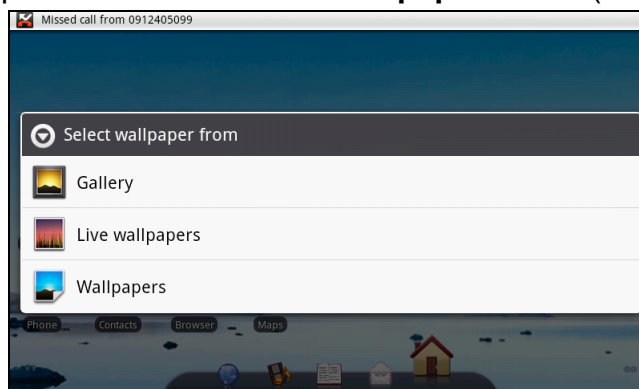 Missed call from 0912405099
Select wallpaper from
Gallery
Live wallpapers
Wallpapers
Phone Contacts Browser Maps